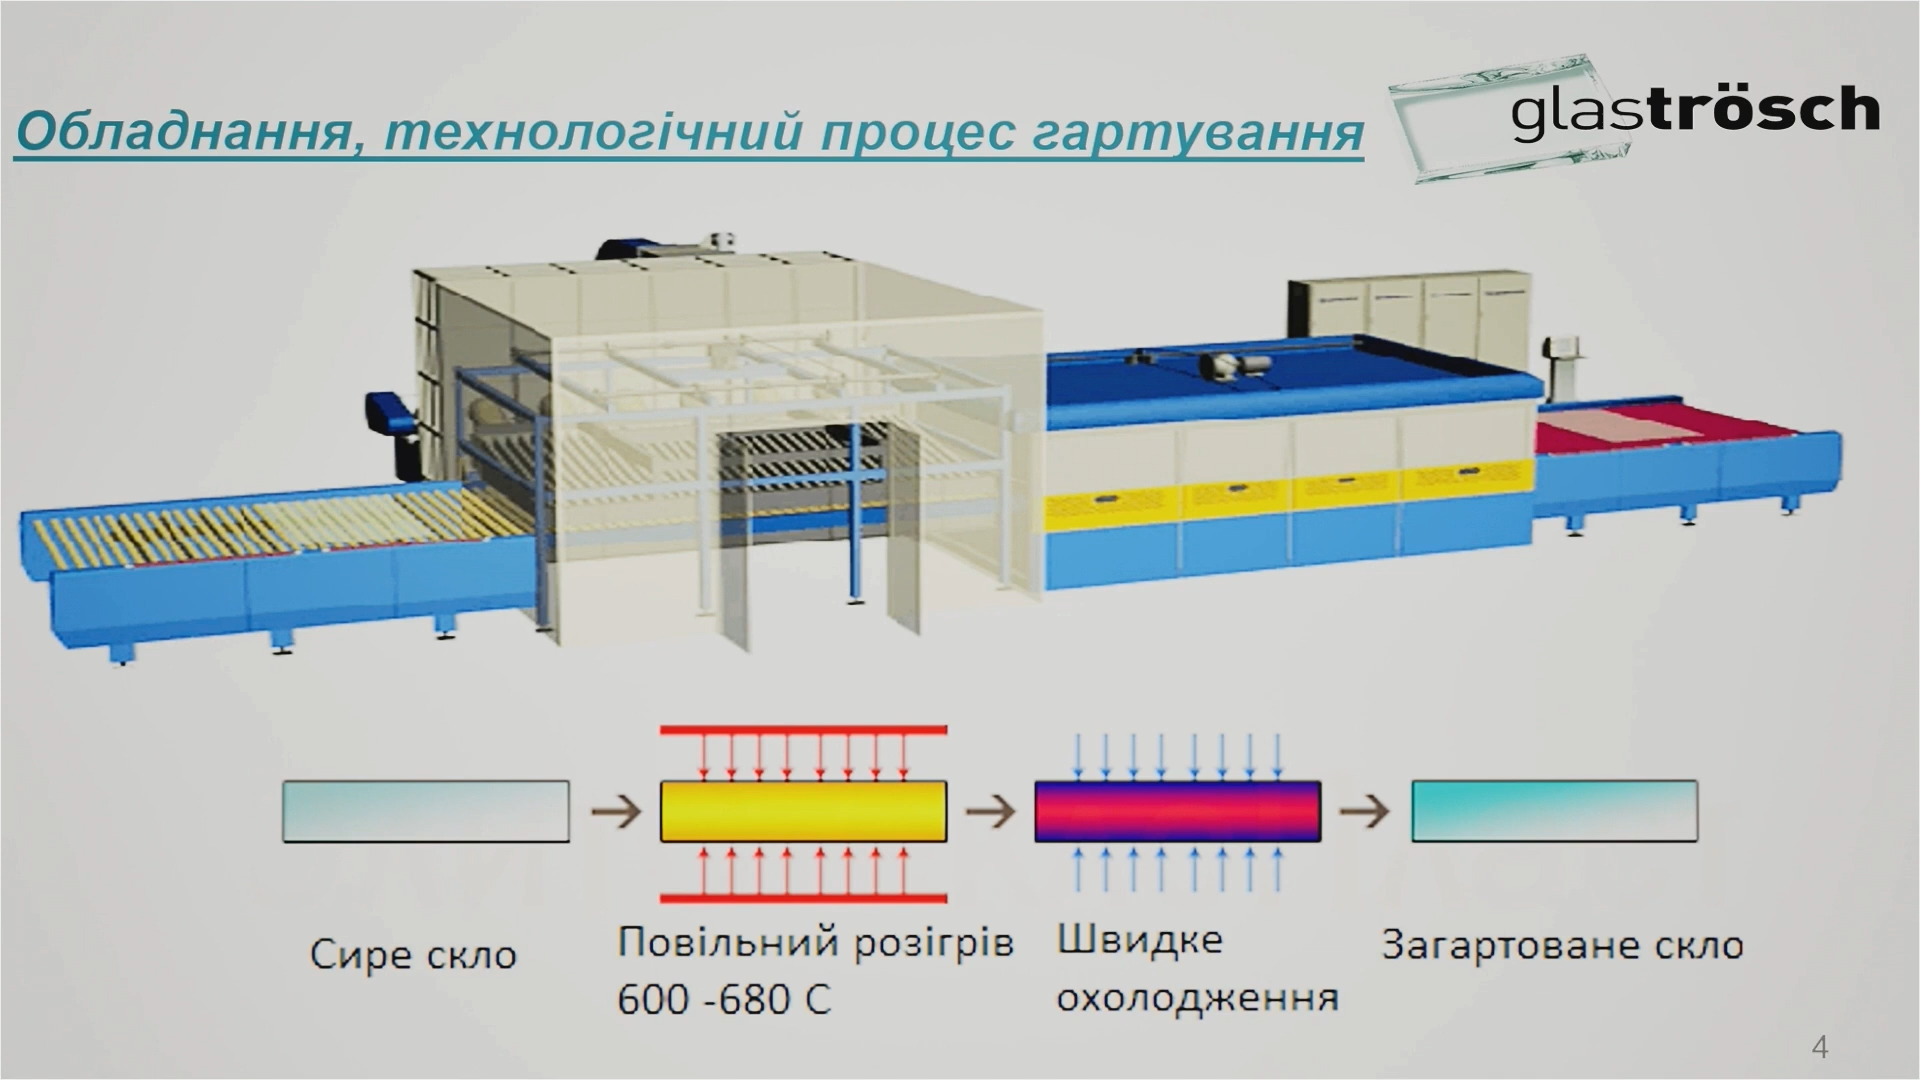 Обладнання, технологічний процес гартування
glaströsch
Сире скло
Повільний розігрів
600 -680 С
Швидке
охолодження
Загартоване скло
4